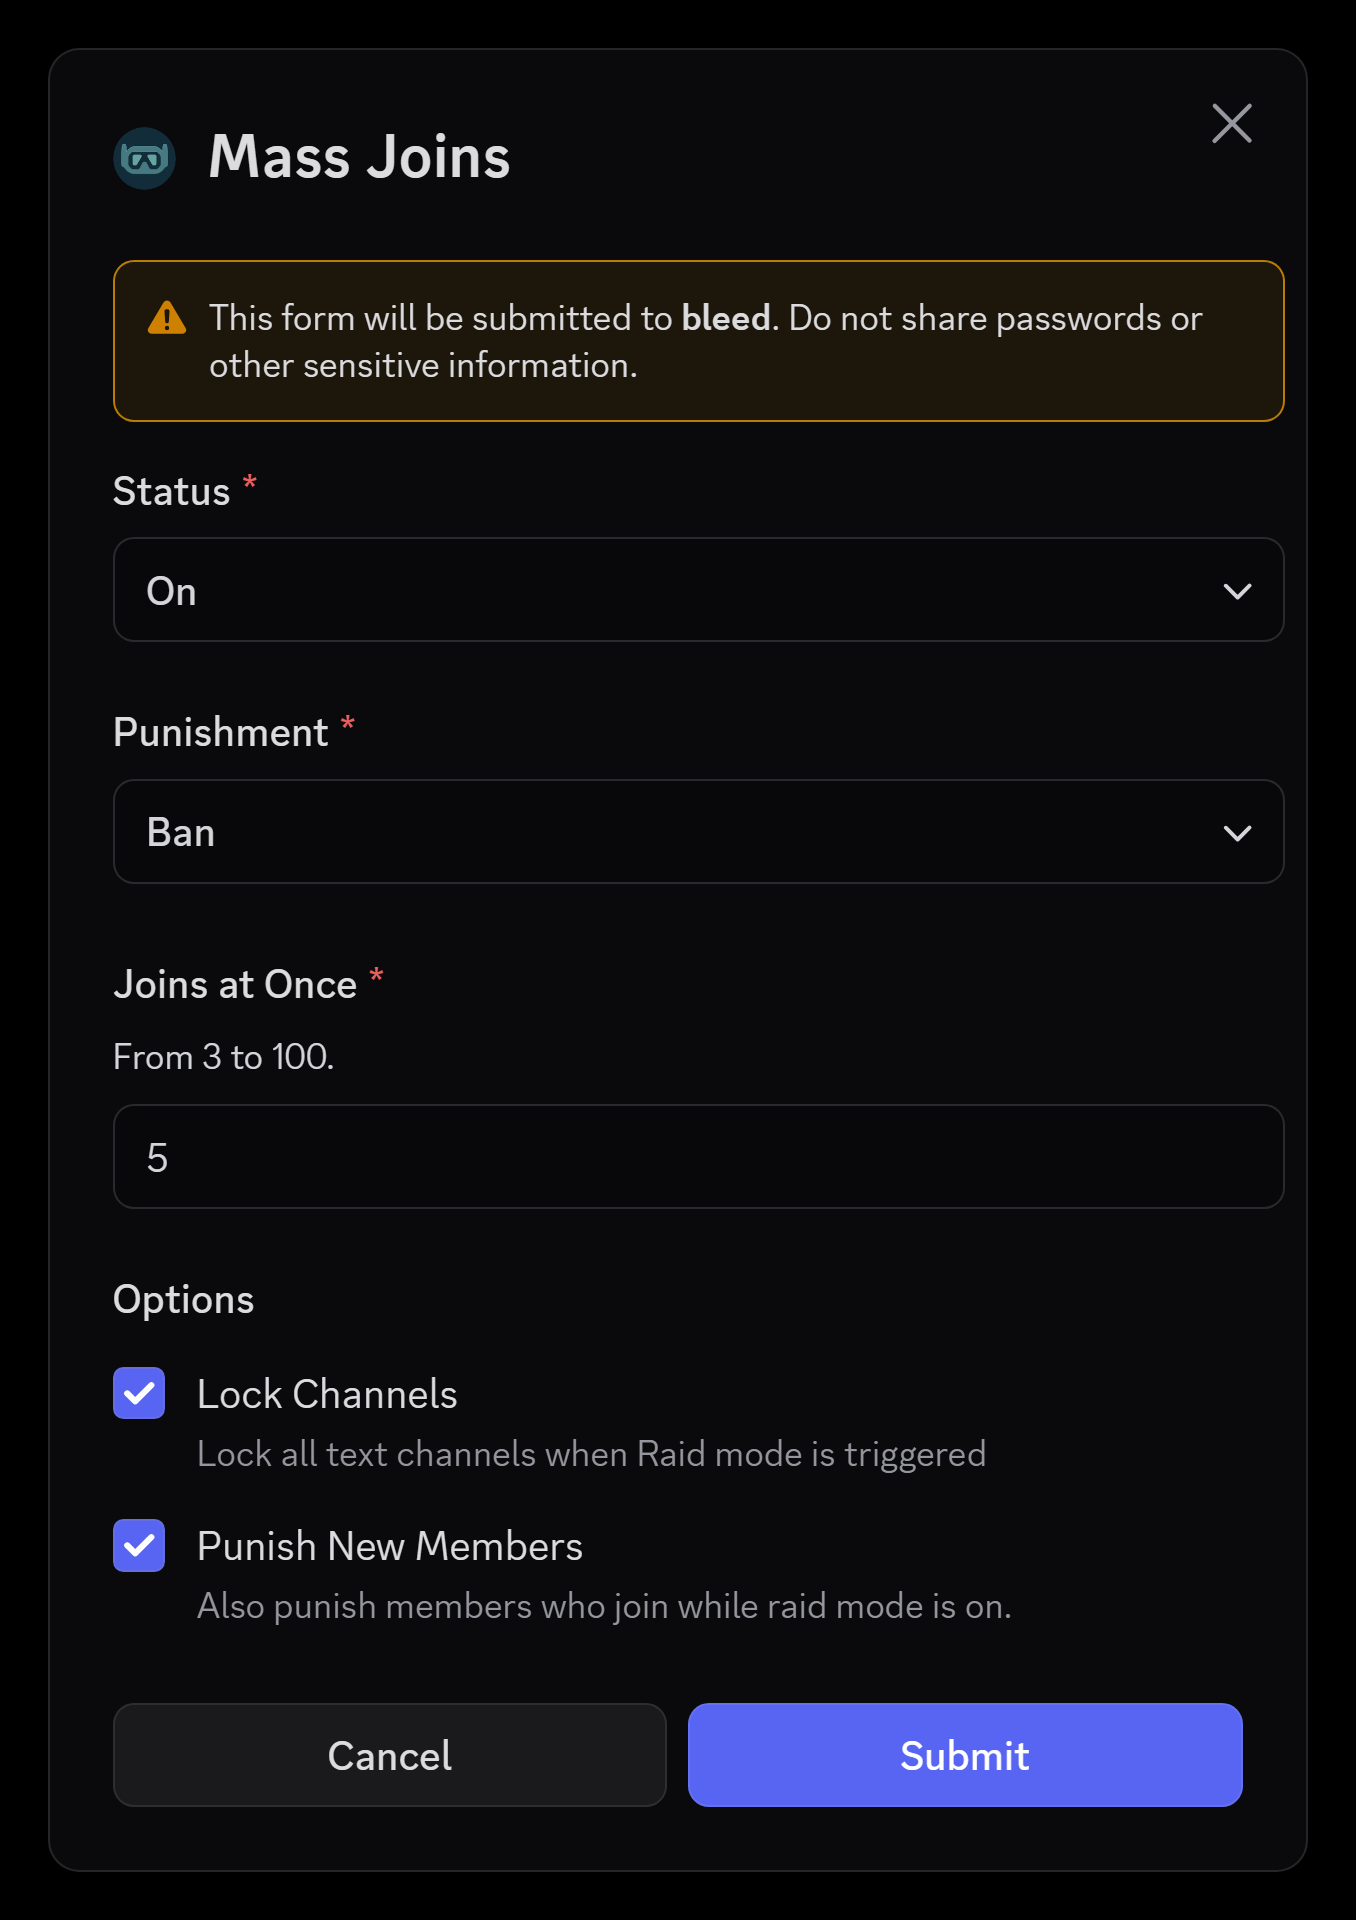 Mass Joins
This form will be submitted to bleed. Do not share passwords or
other sensitive information.
Status *
On
Punishment *
Ban
Joins at Once *
From 3 to 100.
5
Options
Lock Channels
Lock all text channels when Raid mode is triggered
Punish New Members
Also punish members who join while raid mode is on.
Cancel
Submit